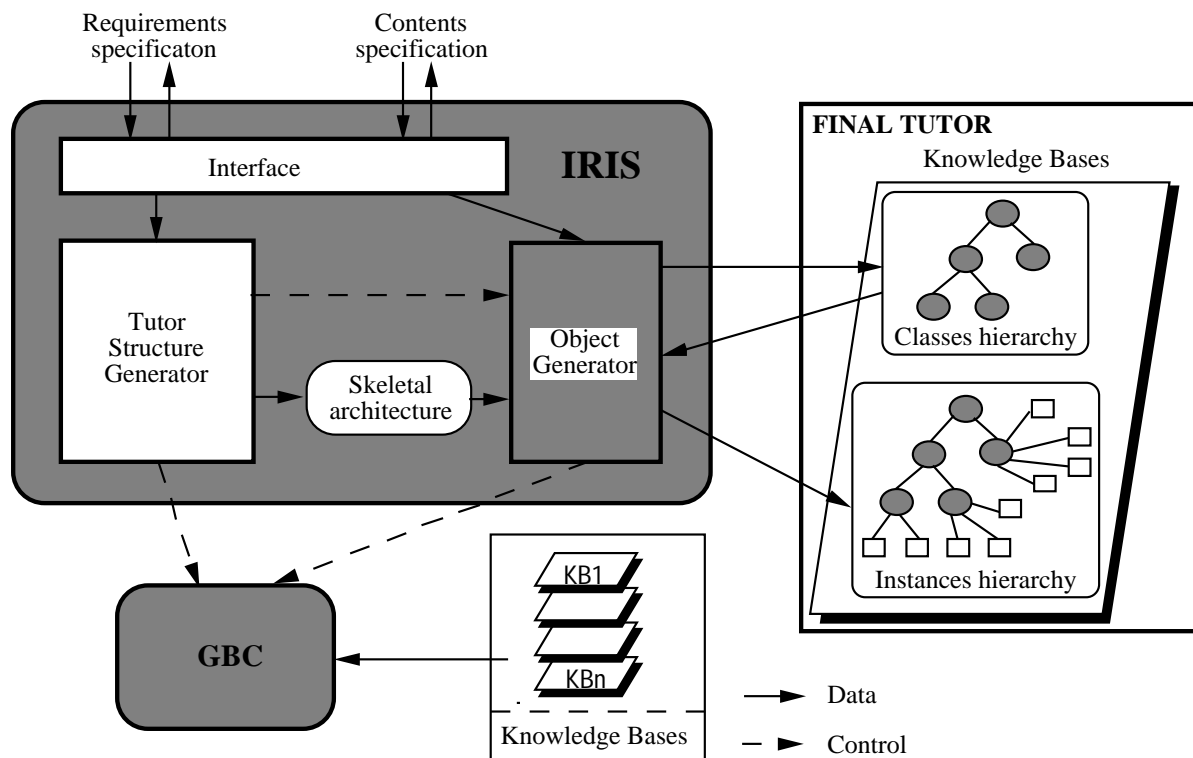 Requirements
specificaton
Contents
specification
Interface
IRIS
Tutor
Structure
Generator
Skeletal
architecture
Object
Generator
FINAL TUTOR
Knowledge Bases
Classes hierarchy
Instances hierarchy
GBC
KB1
KBn
Knowledge Bases
Data
Control